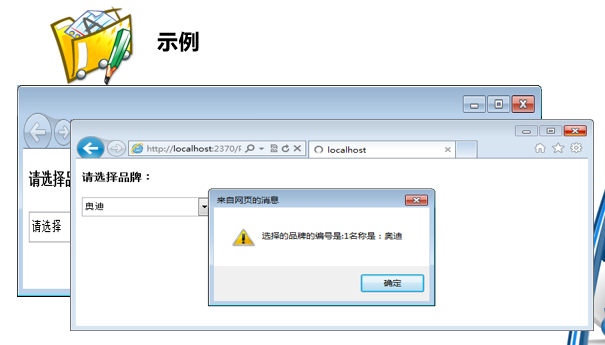 示例
http://localhost:2370/F
localhost
请选择品
请选择品牌：
请选择
奥迪
来自网页的消息
选择的品牌的编号是:1名称是：奥迪
确定